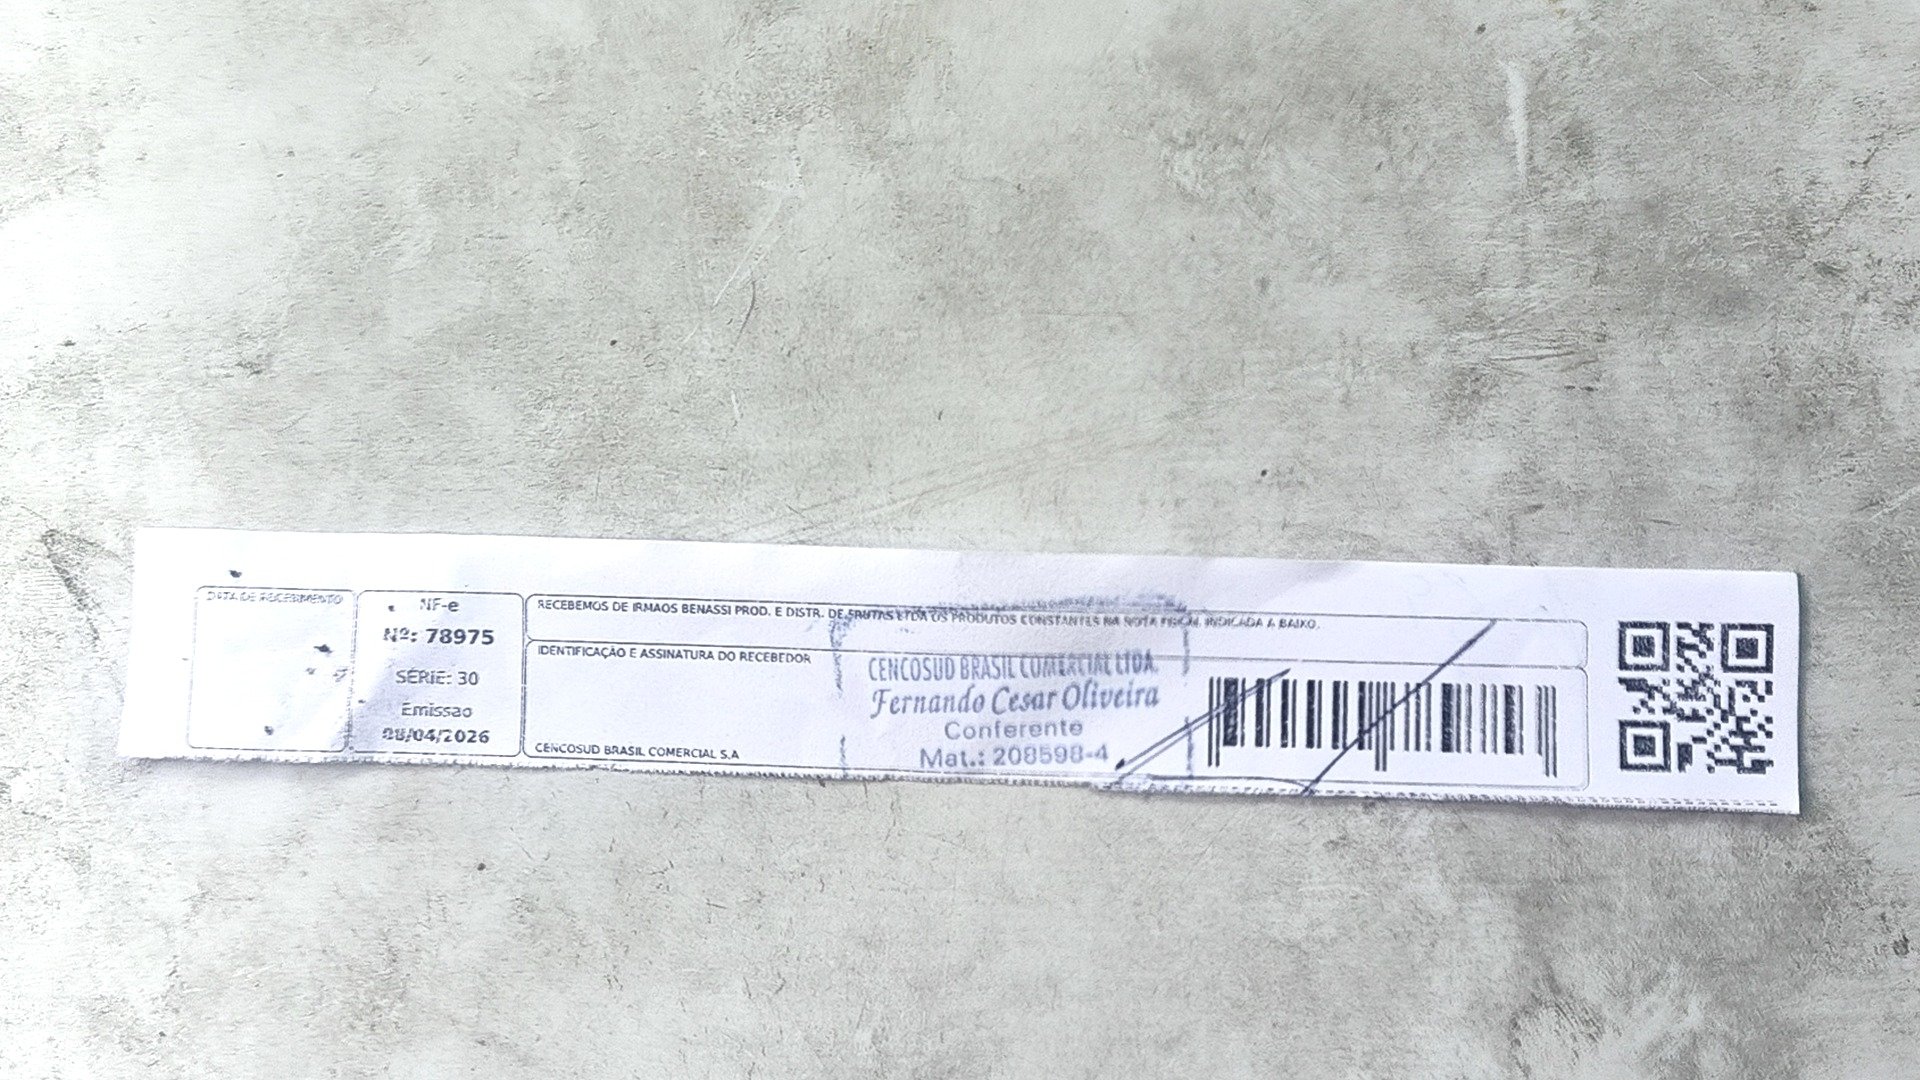 DATA DE RECEBIMENTO
NF-e
Nº: 78975
SÉRIE: 30
Emissao
08/04/2026
RECEBEMOS DE IRMAOS BENASSI PROD. E DISTR. DE FRUTAS LTDA OS PRODUTOS CONSTANTES NA NOTA FISCAL INDICADA A BAIXO.
IDENTIFICAÇÃO E ASSINATURA DO RECEBEDOR
CENCOSUD BRASIL COMERCIAL S.A
CENCOSUD BRASIL COMERCIAL LTDA.
Fernando Cesar Oliveira
Conferente
Mat.: 208598-4